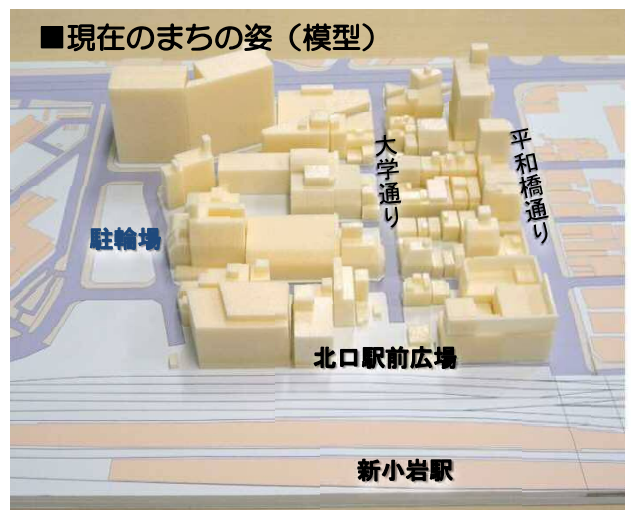 ■現在のまちの姿（模型）
大学通り
平和橋通り
駐輪場
北口駅前広場
新小岩駅